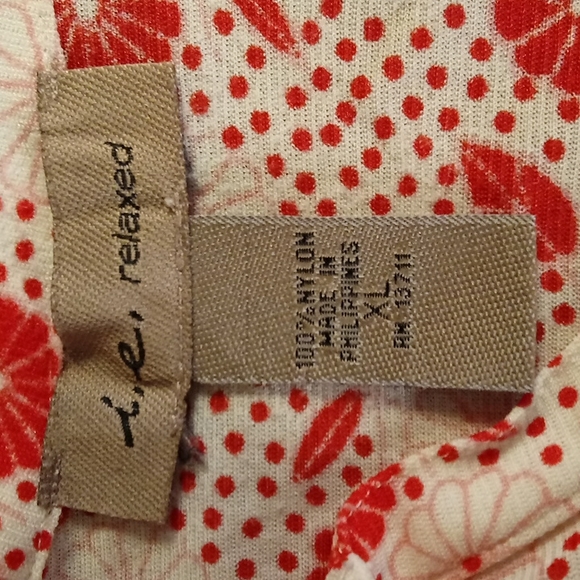 i.e. relaxed
100% NYLON
MADE IN
PHILIPPINES
XL
RN 13711